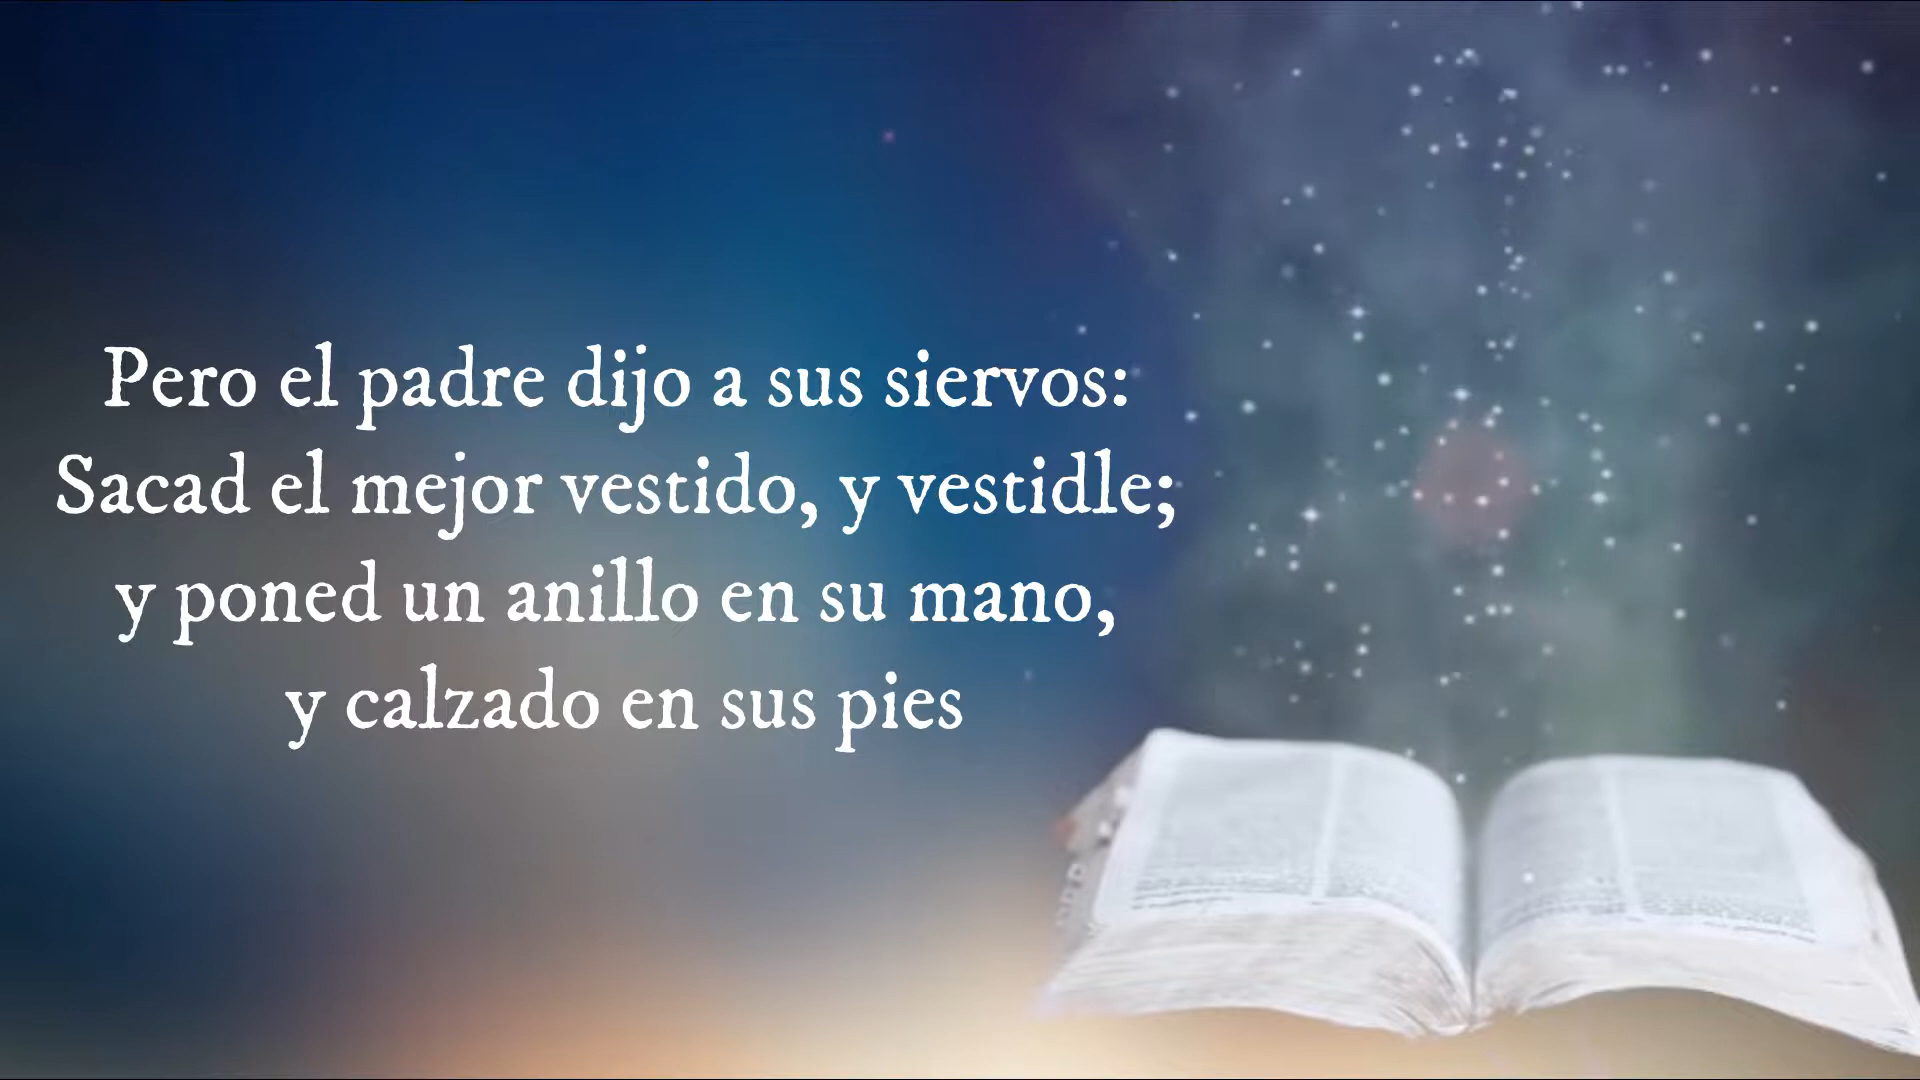 Pero el padre dijo a sus siervos:
Sacad el mejor vestido, y vestidle;
y poned un anillo en su mano,
y calzado en sus pies